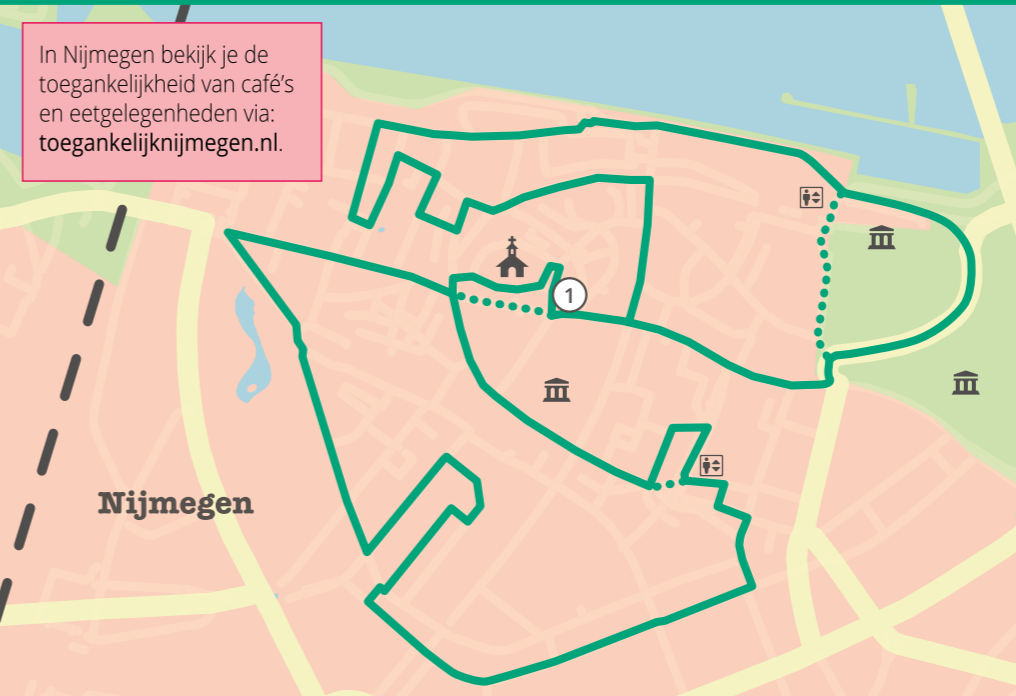 In Nijmegen bekijk je de
toegankelijkheid van café's
en eetgelegenheden via:
toegankelijknijmegen.nl.
1
Nijmegen